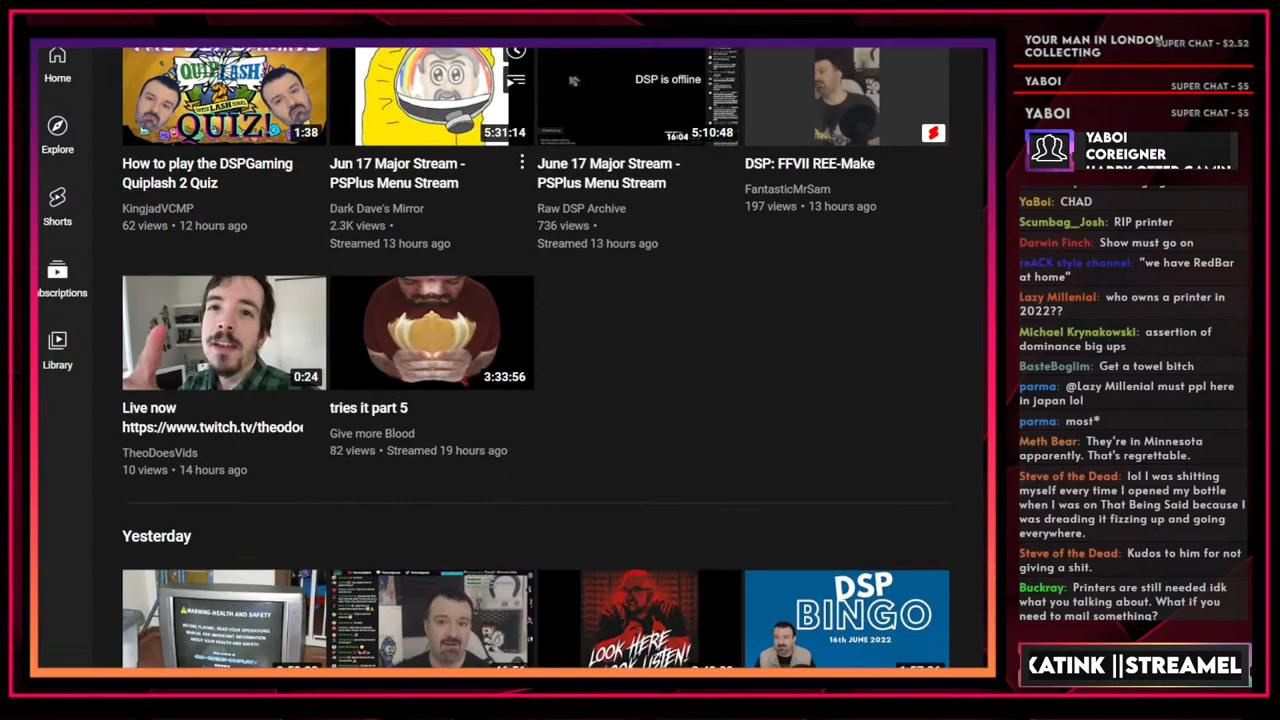 Home
Explore
Shorts
bscriptions
Library
QUIPLASH
2
INTERLASHIONAL
QUIZ!
1:38
How to play the DSPGaming
Quiplash 2 Quiz
KingjadVCMP
62 views • 12 hours ago
5:31:14
Jun 17 Major Stream -
PSPlus Menu Stream
Dark Dave's Mirror
2.3K views •
Streamed 13 hours ago
DSP is offline
16:04
5:10:48
June 17 Major Stream -
PSPlus Menu Stream
Raw DSP Archive
736 views •
Streamed 13 hours ago
DSP: FFVII REE-Make
FantasticMrSam
197 views • 13 hours ago
0:24
Live now
https://www.twitch.tv/theodoe
TheoDoesVids
10 views • 14 hours ago
3:33:56
tries it part 5
Give more Blood
82 views • Streamed 19 hours ago
Yesterday
WARNING-HEALTH AND SAFETY
LOOK HERE
LOOK LISTEN!
DSP
BINGO
16th JUNE 2022
YOUR MAN IN LONDON
COLLECTING
SUPER CHAT - $2.52
YABOI
SUPER CHAT - $5
YABOI
SUPER CHAT - $5
YABOI
COREIGNER
HARRY OTTER GAMIN
YaBoi: CHAD
Scumbag_Josh: RIP printer
Darwin Finch: Show must go on
reACK style channel: "we have RedBar
at home"
Lazy Millenial: who owns a printer in
2022??
Michael Krynakowski: assertion of
dominance big ups
BasteBoglim: Get a towel bitch
parma: @Lazy Millenial must ppl here
in japan lol
parma: most*
Meth Bear: They're in Minnesota
apparently. That's regrettable.
Steve of the Dead: lol I was shitting
myself every time I opened my bottle
when I was on That Being Said because I
was dreading it fizzing up and going
everywhere.
Steve of the Dead: Kudos to him for not
giving a shit.
Buckray: Printers are still needed idk
what you talking about. What if you
need to mail something?
KATINK ||STREAMEL